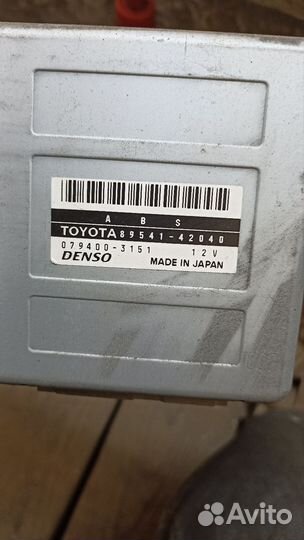 A B S
TOYOTA 89541-42040
079400-3151 12V
DENSO MADE IN JAPAN
Avito